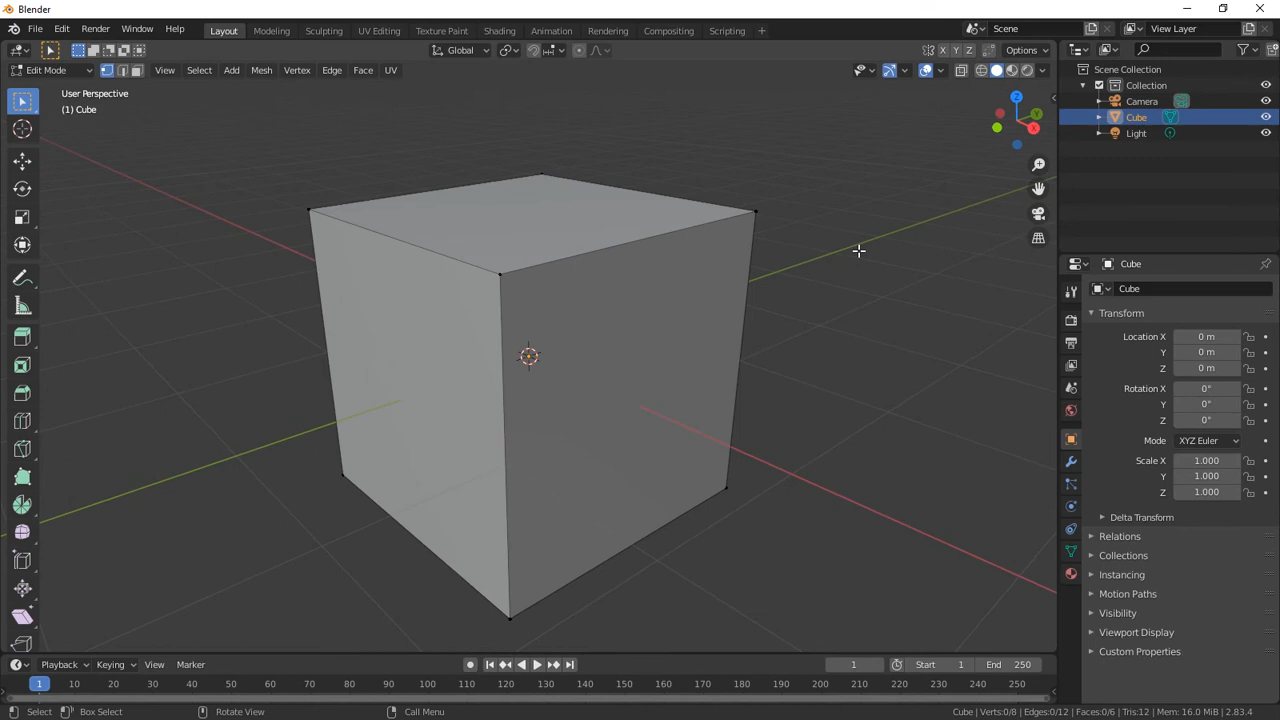 Blender
File Edit Render Window Help Layout Modeling Sculpting UV Editing Texture Paint Shading Animation Rendering Compositing Scripting + Scene View Layer
Global X Y Z Options
Edit Mode View Select Add Mesh Vertex Edge Face UV
Scene Collection
Collection
Camera
Cube
Light
User Perspective
(1) Cube
Z
Y
X
Cube
Cube
Transform
Location X 0 m
Y 0 m
Z 0 m
Rotation X 0°
Y 0°
Z 0°
Mode XYZ Euler
Scale X 1.000
Y 1.000
Z 1.000
Delta Transform
Relations
Collections
Instancing
Motion Paths
Visibility
Viewport Display
Custom Properties
Playback Keying View Marker 1 Start 1 End 250
1 10 20 30 40 50 60 70 80 90 100 110 120 130 140 150 160 170 180 190 200 210 220 230 240 250
Select Box Select Rotate View Call Menu Cube | Verts:0/8 | Edges:0/12 | Faces:0/6 | Tris:12 | Mem: 16.0 MiB | 2.83.4